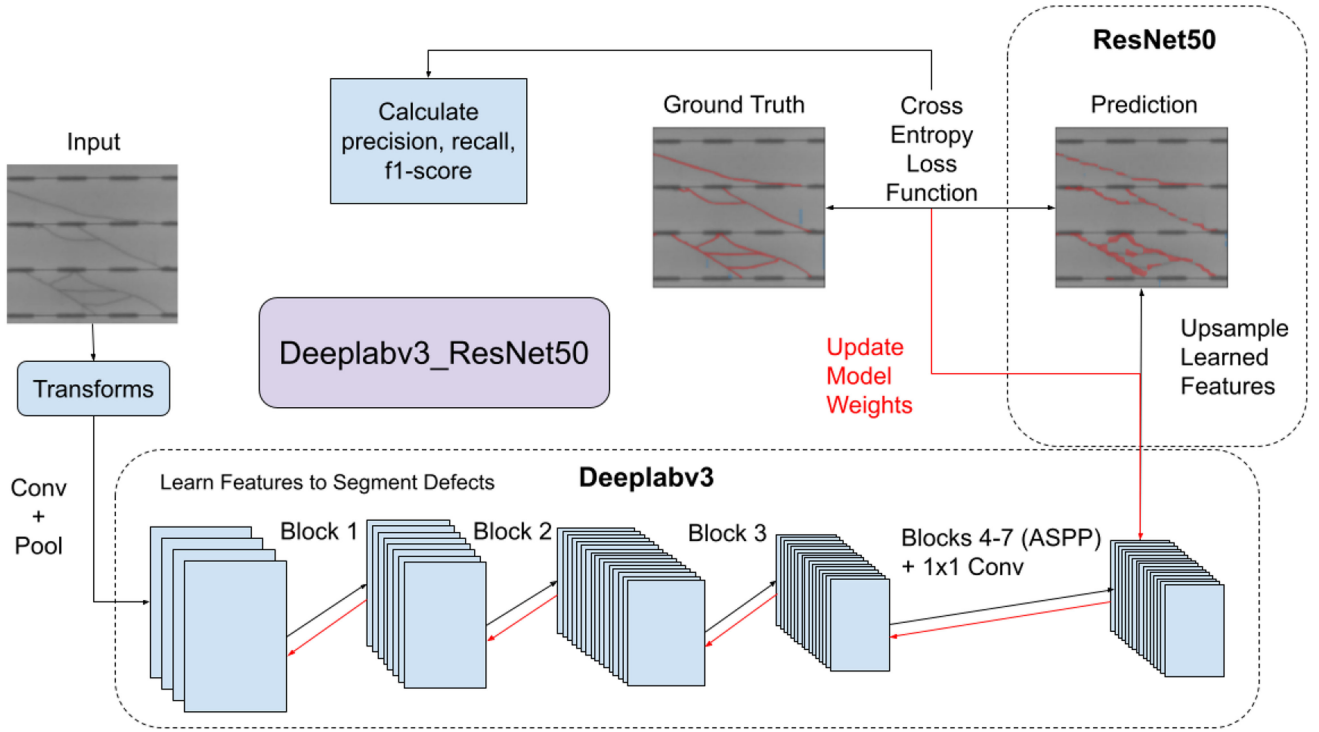 ResNet50
Calculate
precision, recall,
f1-score
Ground Truth
Cross
Entropy
Loss
Function
Prediction
Input
Deeplabv3_ResNet50
Transforms
Update
Model
Weights
Upsample
Learned
Features
Conv
+
Pool
Learn Features to Segment Defects
Deeplabv3
Block 1
Block 2
Block 3
Blocks 4-7 (ASPP)
+ 1x1 Conv